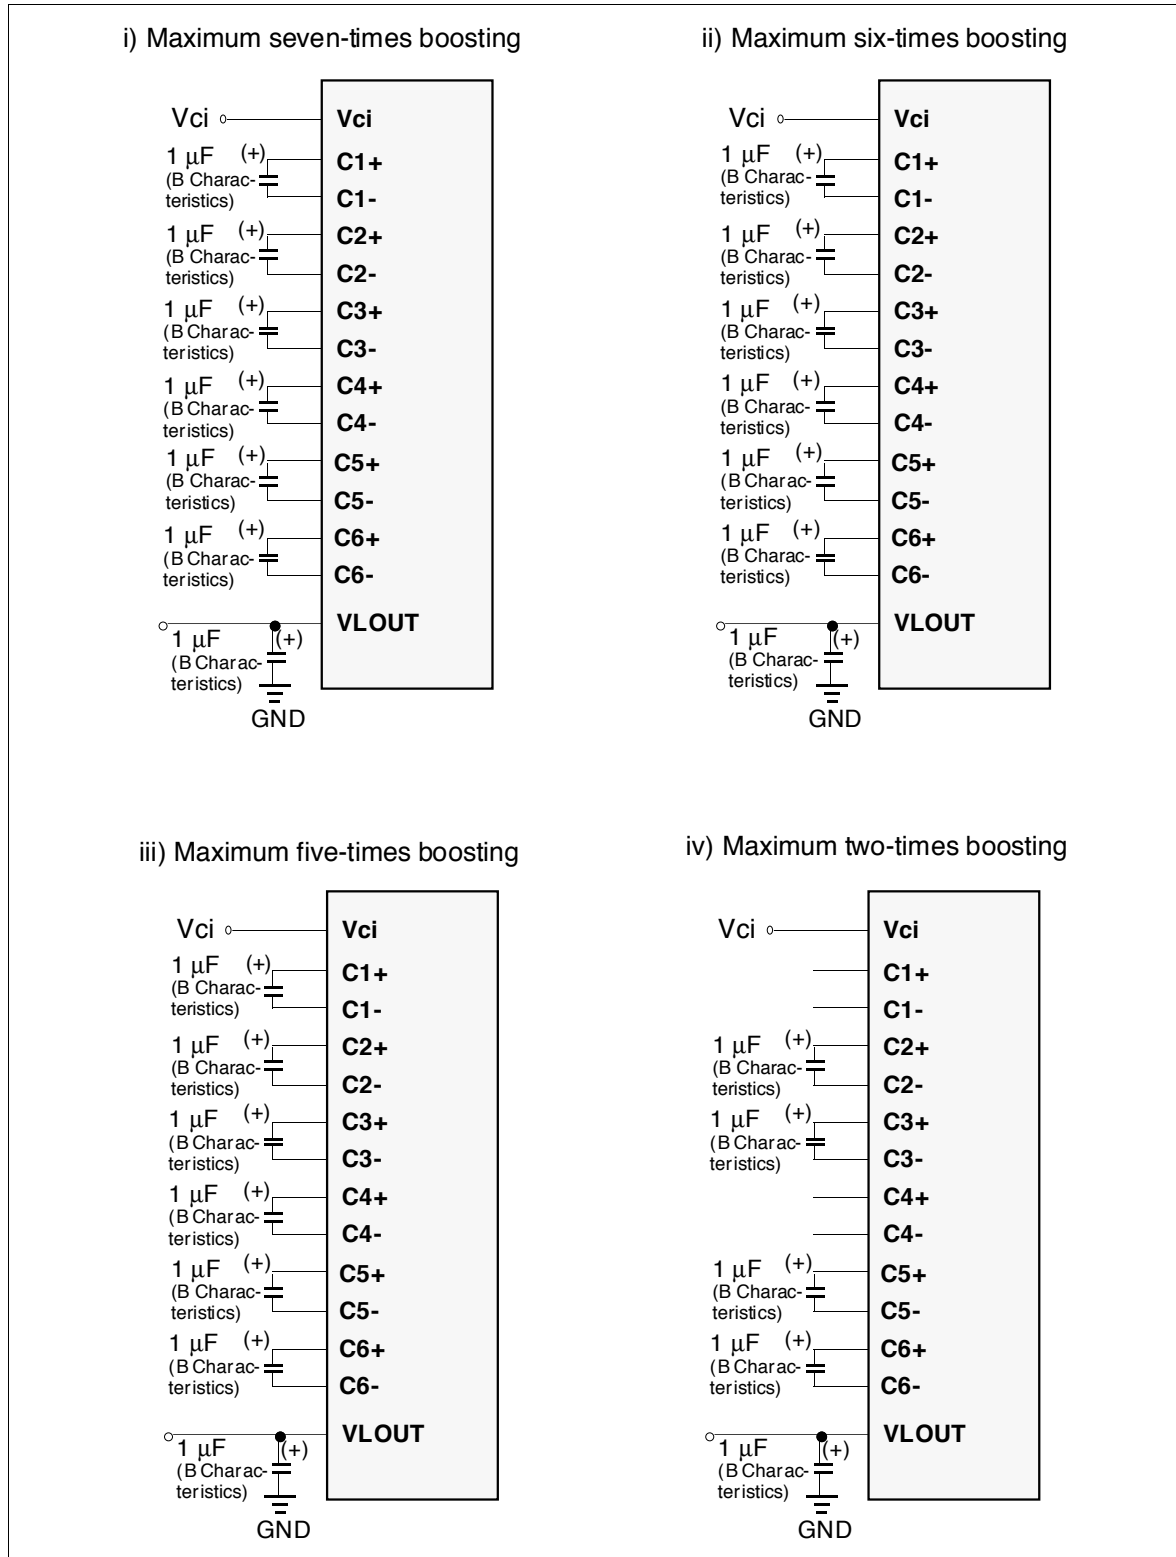 i) Maximum seven-times boosting
Vci
Vci
1 μF (+)
C1+
(B Charac-
teristics)
C1-
1 μF (+)
C2+
(B Charac-
teristics)
C2-
1 μF (+)
C3+
(B Charac-
teristics)
C3-
1 μF (+)
C4+
(B Charac-
teristics)
C4-
1 μF (+)
C5+
(B Charac-
teristics)
C5-
1 μF (+)
C6+
(B Charac-
teristics)
C6-
VLOUT
1 μF (+)
(B Charac-
teristics)
GND
ii) Maximum six-times boosting
Vci
Vci
1 μF (+)
C1+
(B Charac-
teristics)
C1-
1 μF (+)
C2+
(B Charac-
teristics)
C2-
1 μF (+)
C3+
(B Charac-
teristics)
C3-
1 μF (+)
C4+
(B Charac-
teristics)
C4-
1 μF (+)
C5+
(B Charac-
teristics)
C5-
1 μF (+)
C6+
(B Charac-
teristics)
C6-
VLOUT
1 μF (+)
(B Charac-
teristics)
GND
iii) Maximum five-times boosting
Vci
Vci
1 μF (+)
C1+
(B Charac-
teristics)
C1-
1 μF (+)
C2+
(B Charac-
teristics)
C2-
1 μF (+)
C3+
(B Charac-
teristics)
C3-
1 μF (+)
C4+
(B Charac-
teristics)
C4-
1 μF (+)
C5+
(B Charac-
teristics)
C5-
1 μF (+)
C6+
(B Charac-
teristics)
C6-
VLOUT
1 μF (+)
(B Charac-
teristics)
GND
iv) Maximum two-times boosting
Vci
Vci
C1+
C1-
1 μF (+)
C2+
(B Charac-
teristics)
C2-
1 μF (+)
C3+
(B Charac-
teristics)
C3-
C4+
C4-
1 μF (+)
C5+
(B Charac-
teristics)
C5-
1 μF (+)
C6+
(B Charac-
teristics)
C6-
VLOUT
1 μF (+)
(B Charac-
teristics)
GND